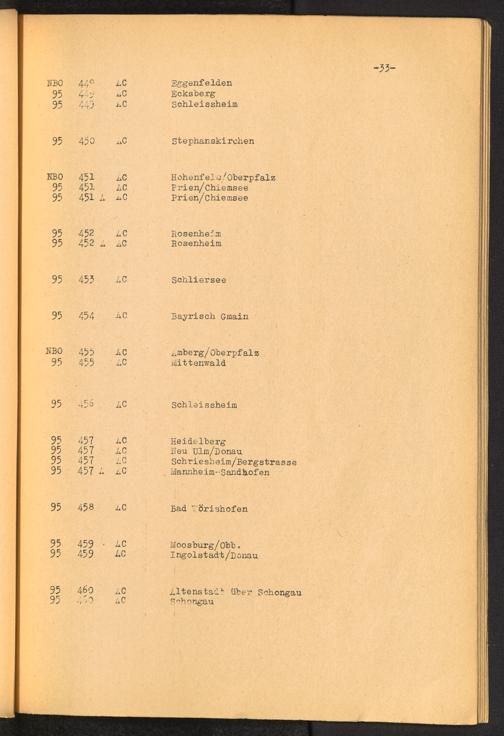 -33-
NBO 449 AC Eggenfelden
95 449 AC Ecksberg
95 449 AC Schleissheim
95 450 AC Stephanskirchen
NBO 451 AC Hohenfels/Oberpfalz
95 451 AC Prien/Chiemsee
95 451 A AC Prien/Chiemsee
95 452 AC Rosenheim
95 452 A AC Rosenheim
95 453 AC Schliersee
95 454 AC Bayrisch Gmain
NBO 455 AC Amberg/Oberpfalz
95 455 AC Mittenwald
95 456 AC Schleissheim
95 457 AC Heidelberg
95 457 AC Neu Ulm/Donau
95 457 AC Schriesheim/Bergstrasse
95 457 A AC Mannheim-Sandhofen
95 458 AC Bad Wörishofen
95 459 AC Moosburg/Obb.
95 459 AC Ingolstadt/Donau
95 460 AC Altenstadt über Schongau
95 460 AC Schongau